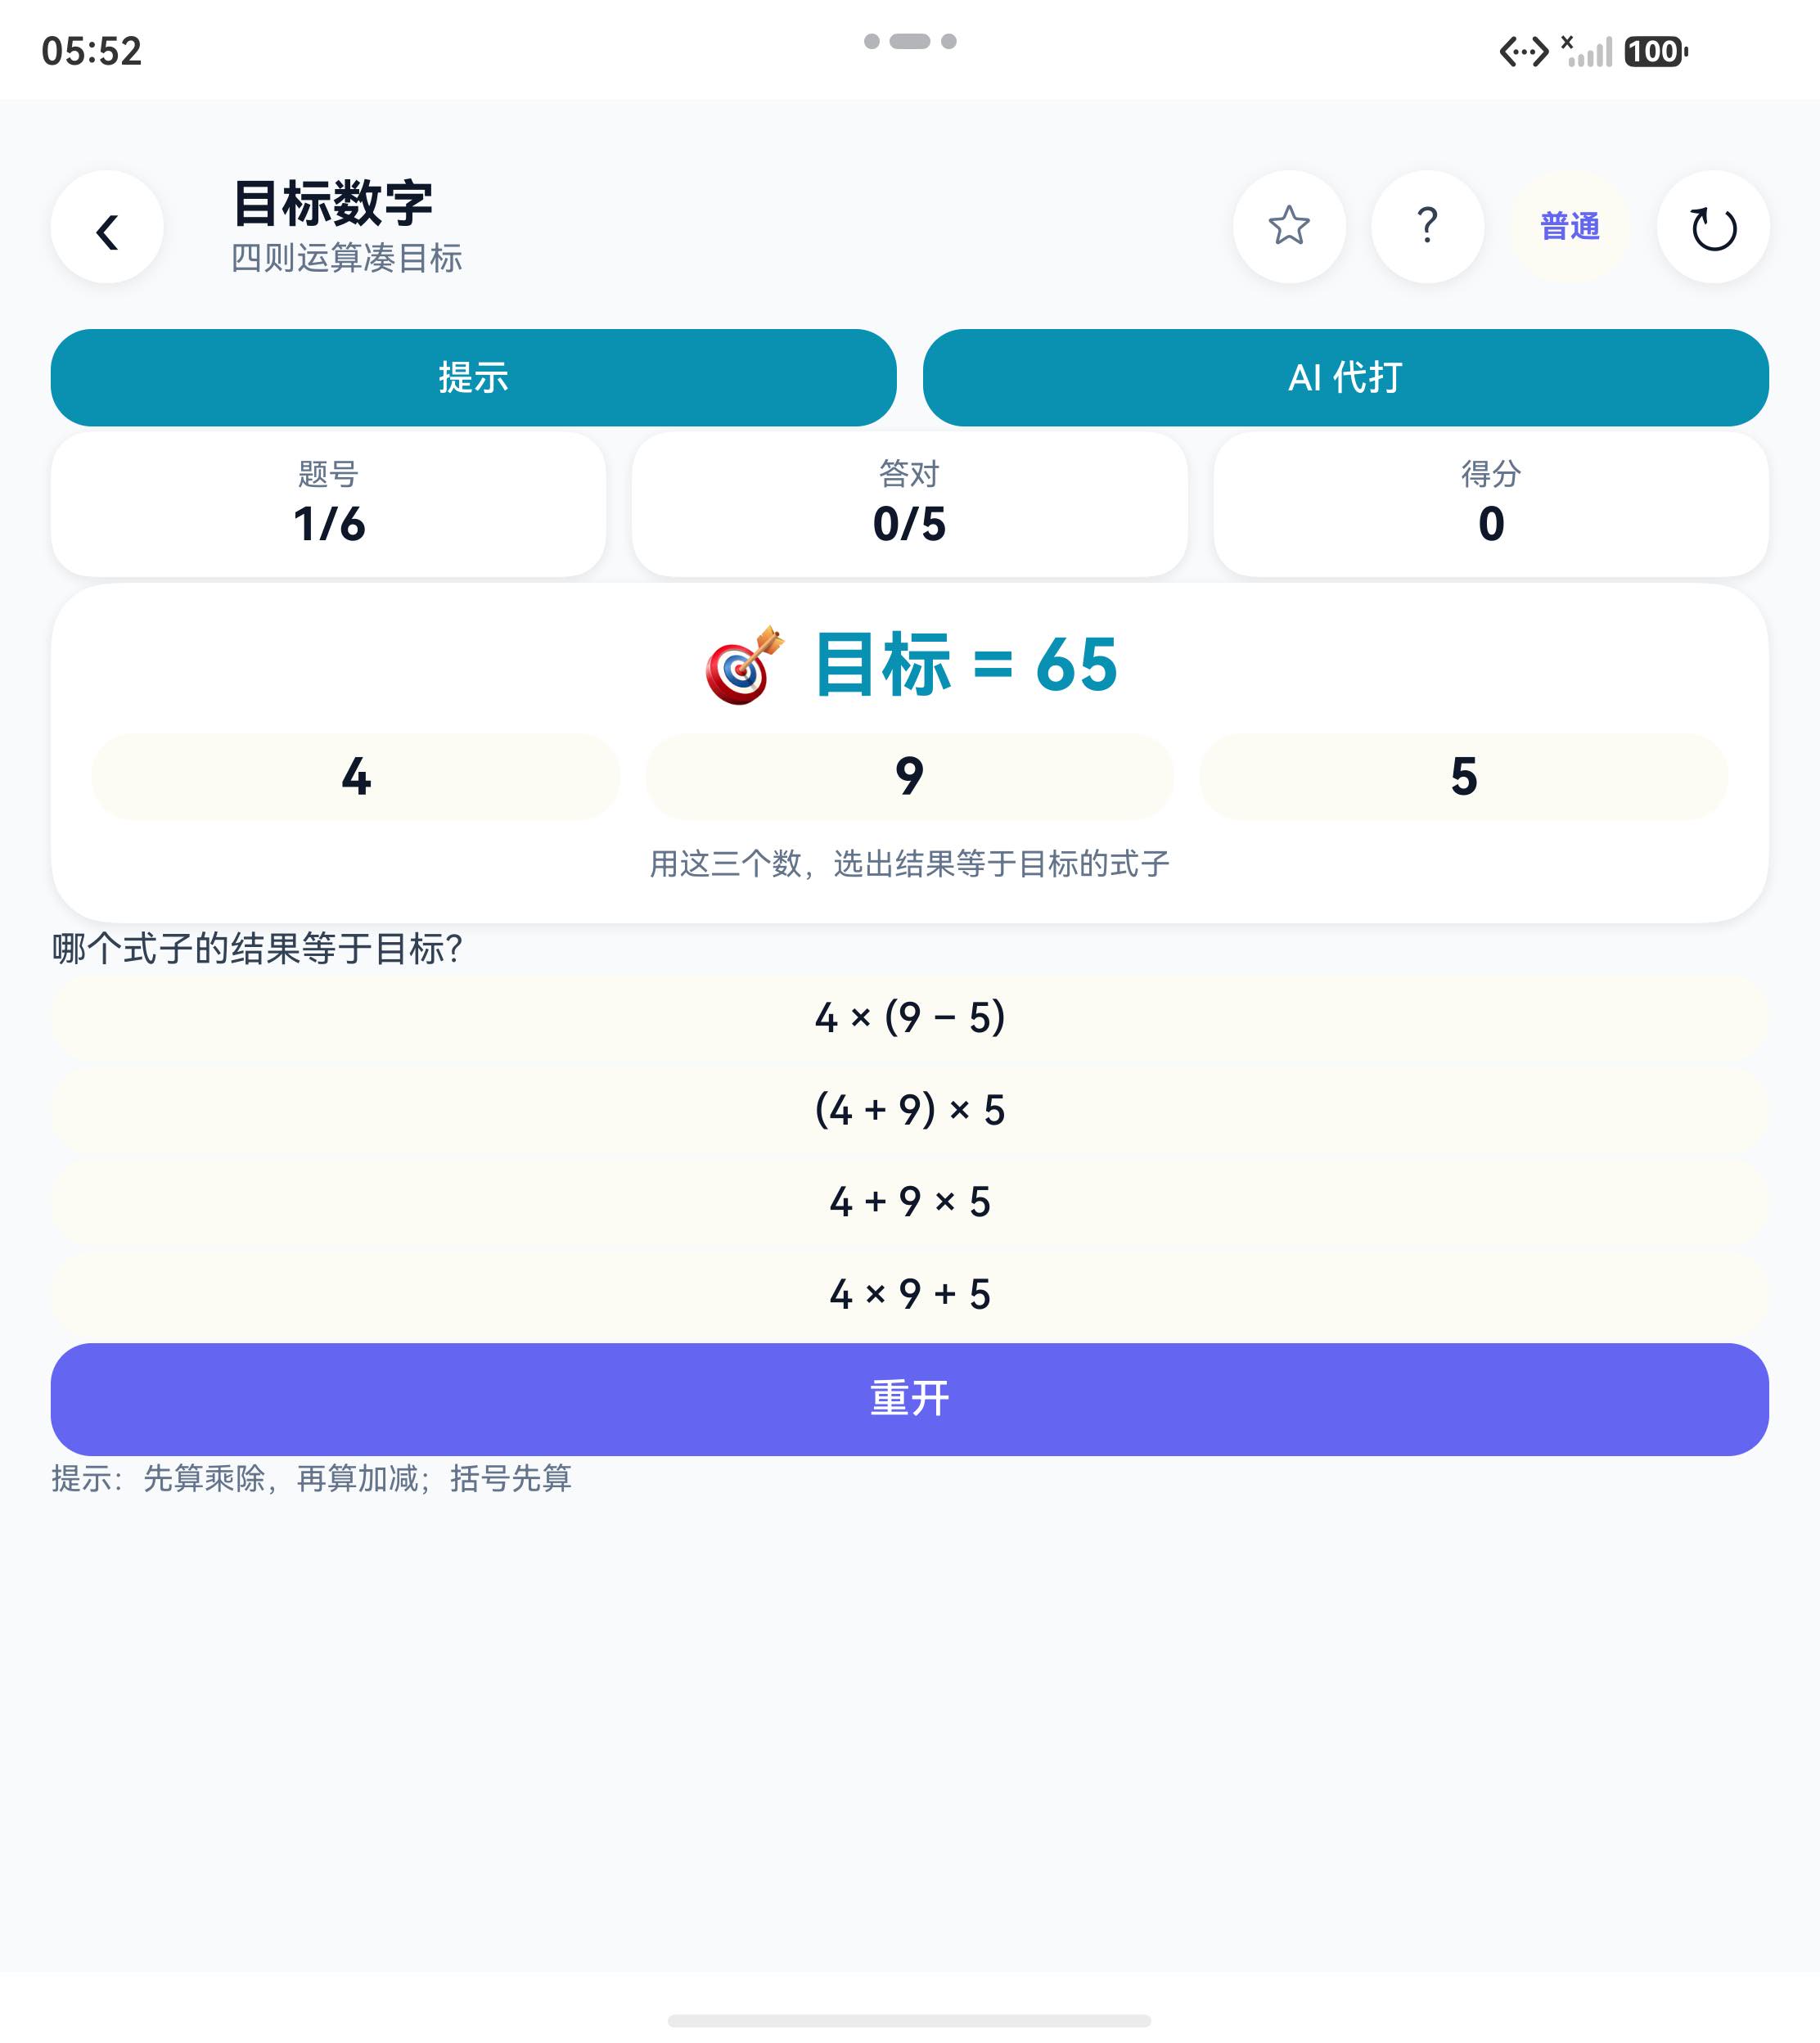 05:52
100
目标数字
四则运算凑目标
?
普通
提示
AI 代打
题号
1/6
答对
0/5
得分
0
目标 = 65
4
9
5
用这三个数，选出结果等于目标的式子
哪个式子的结果等于目标？
4 × (9 − 5)
(4 + 9) × 5
4 + 9 × 5
4 × 9 + 5
重开
提示：先算乘除，再算加减；括号先算